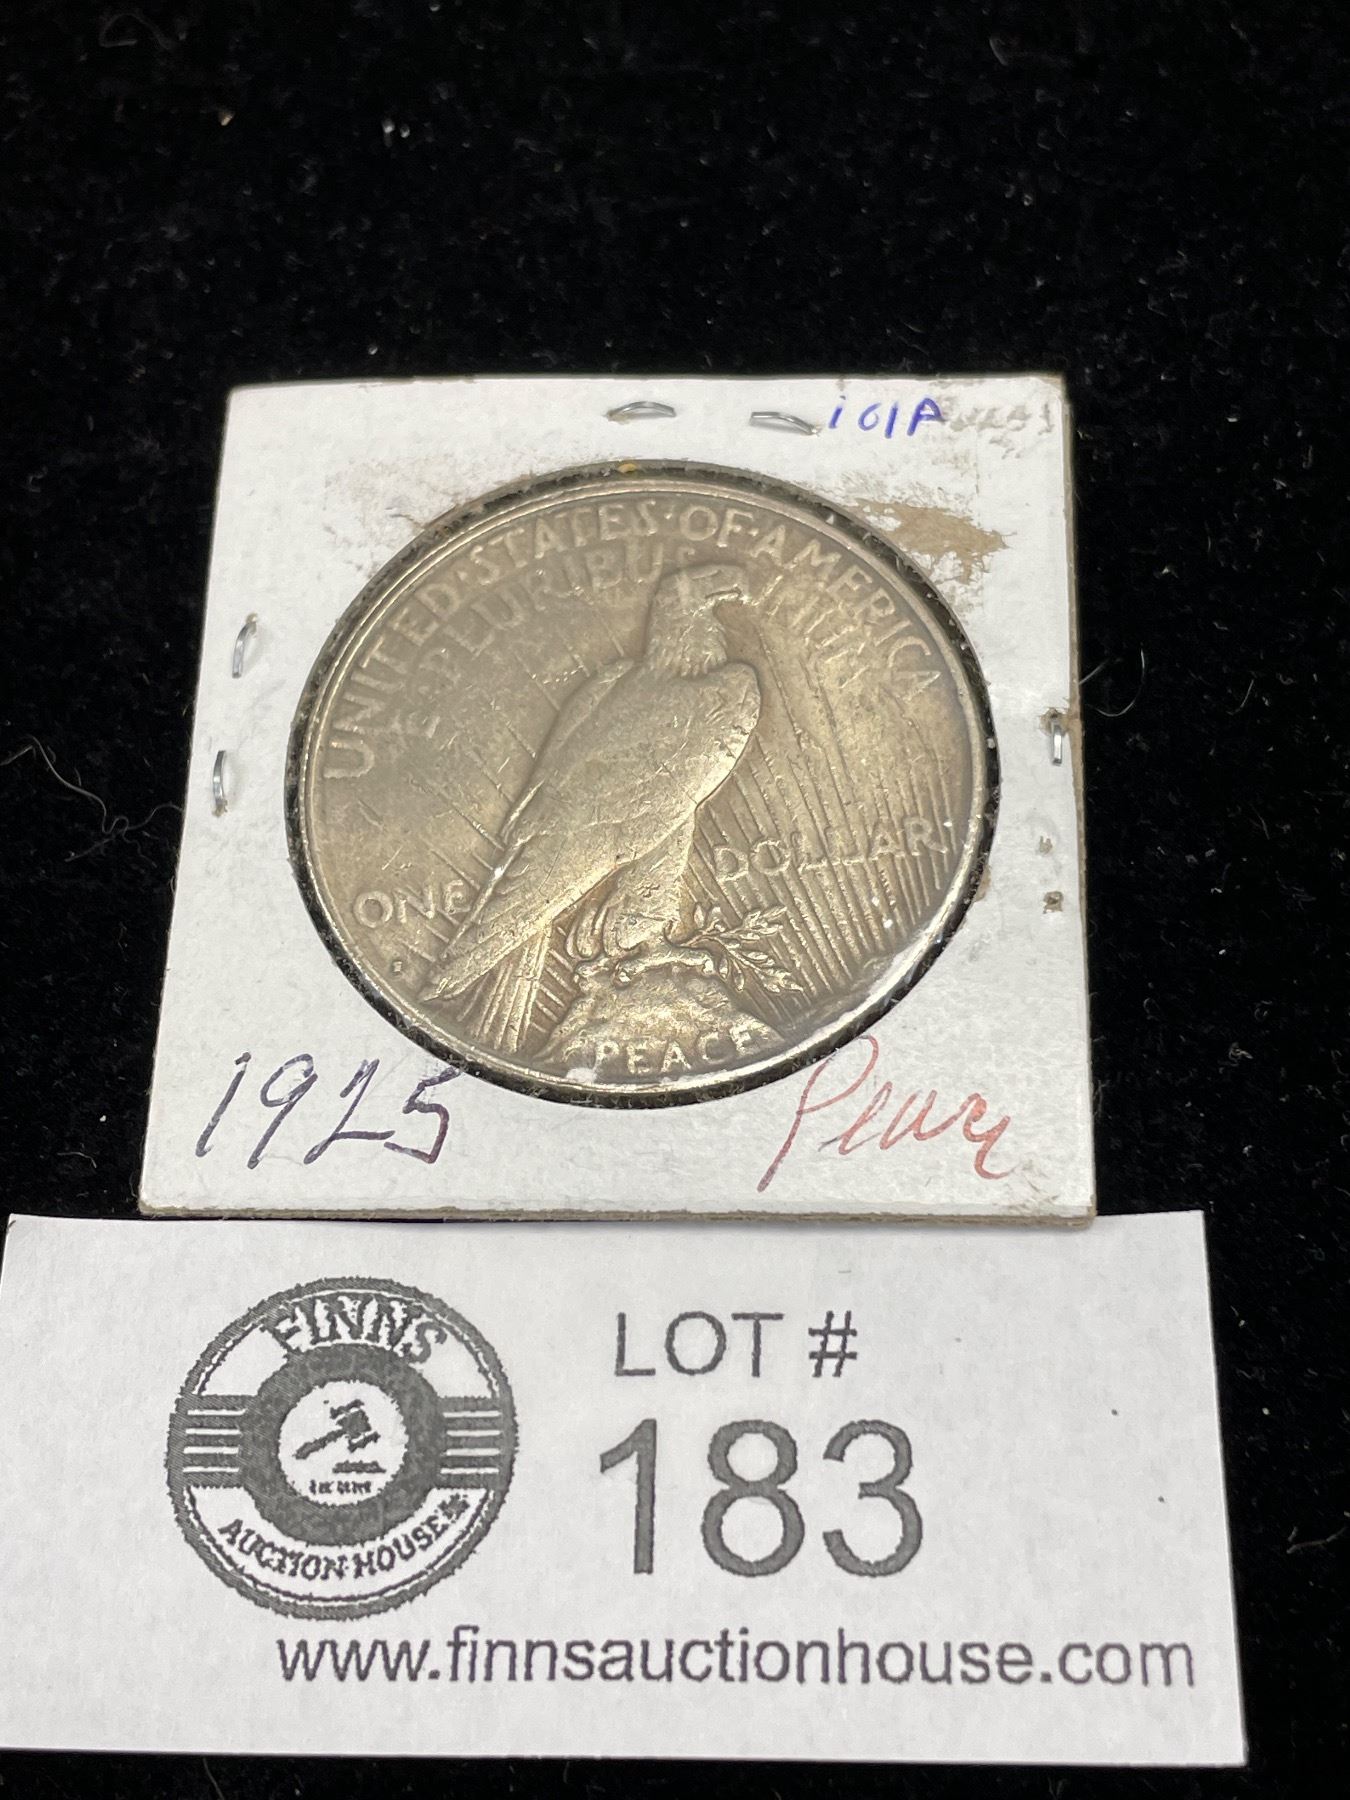 i01A
UNITED·STATES·OF·AMERICA
E·PLURIBUS UNUM
ONE DOLLAR
S
PEACE
1925 Peace
FINNS
AUCTION·HOUSE
LOT #
183
www.finnsauctionhouse.com